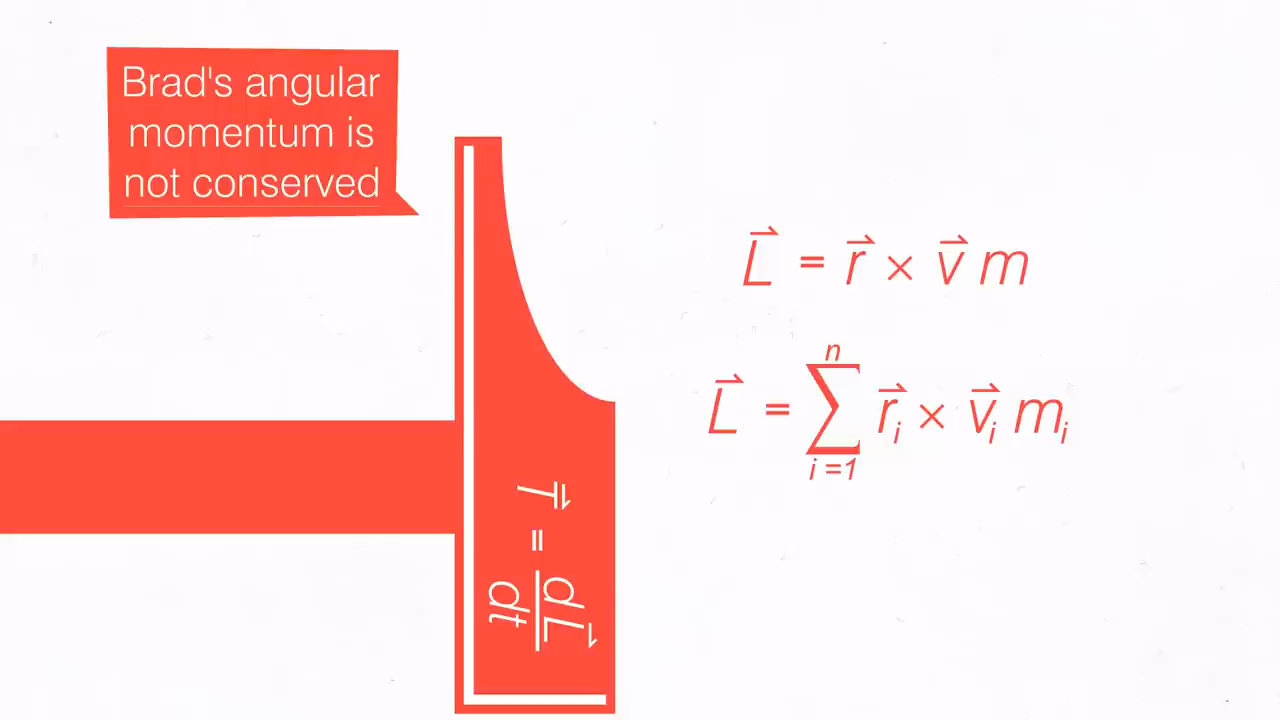 Brad's angular
momentum is
not conserved
L⃗ = r⃗ × v⃗ m
L⃗ = ∑ⁿᵢ₌₁ r⃗ᵢ × v⃗ᵢ mᵢ
T⃗ = dL⃗/dt